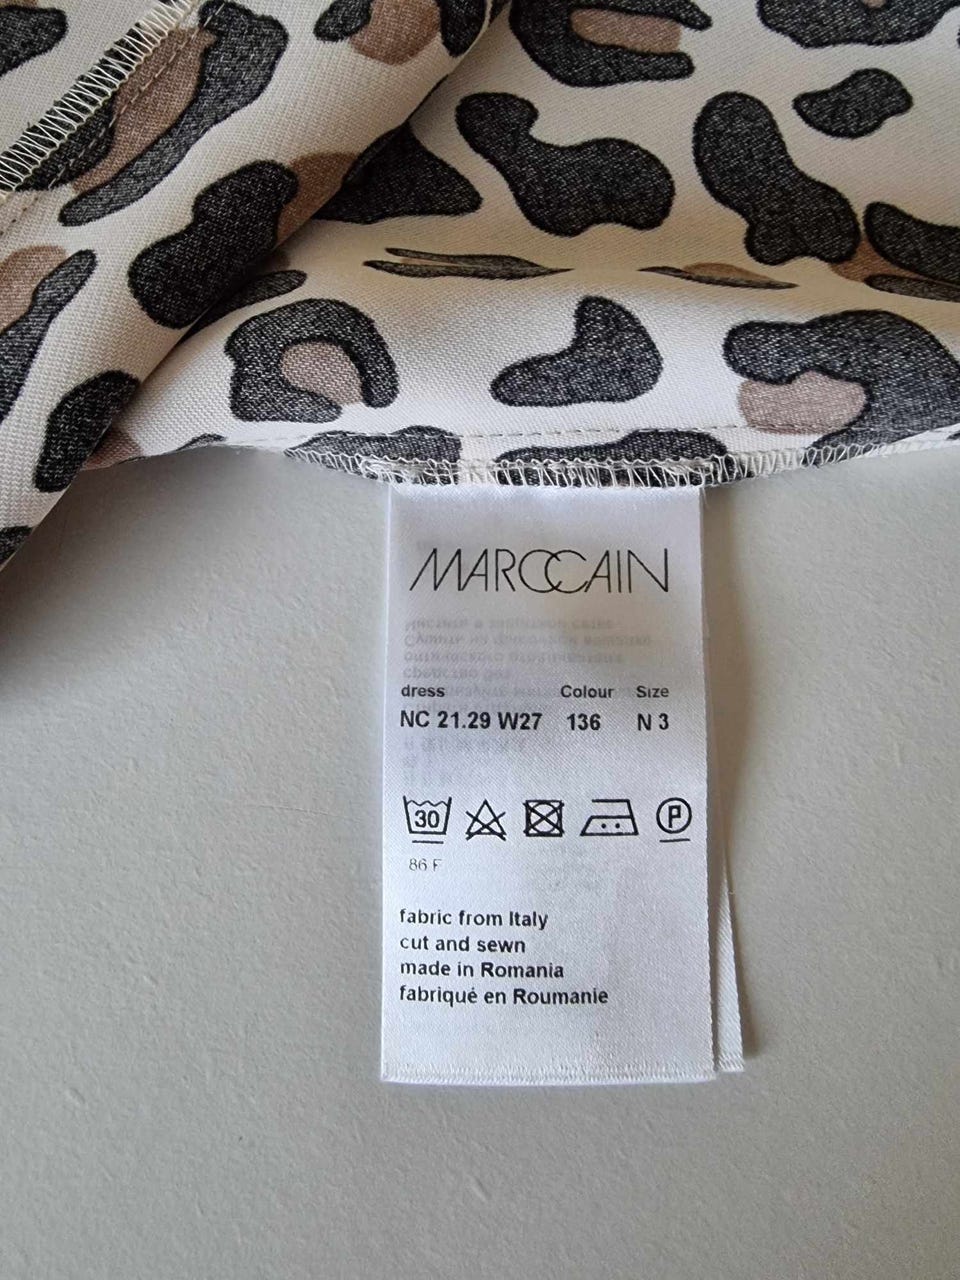 MARCCAIN
dress Colour Size
NC 21.29 W27 136 N 3
30 P
86 F
fabric from Italy
cut and sewn
made in Romania
fabriqué en Roumanie